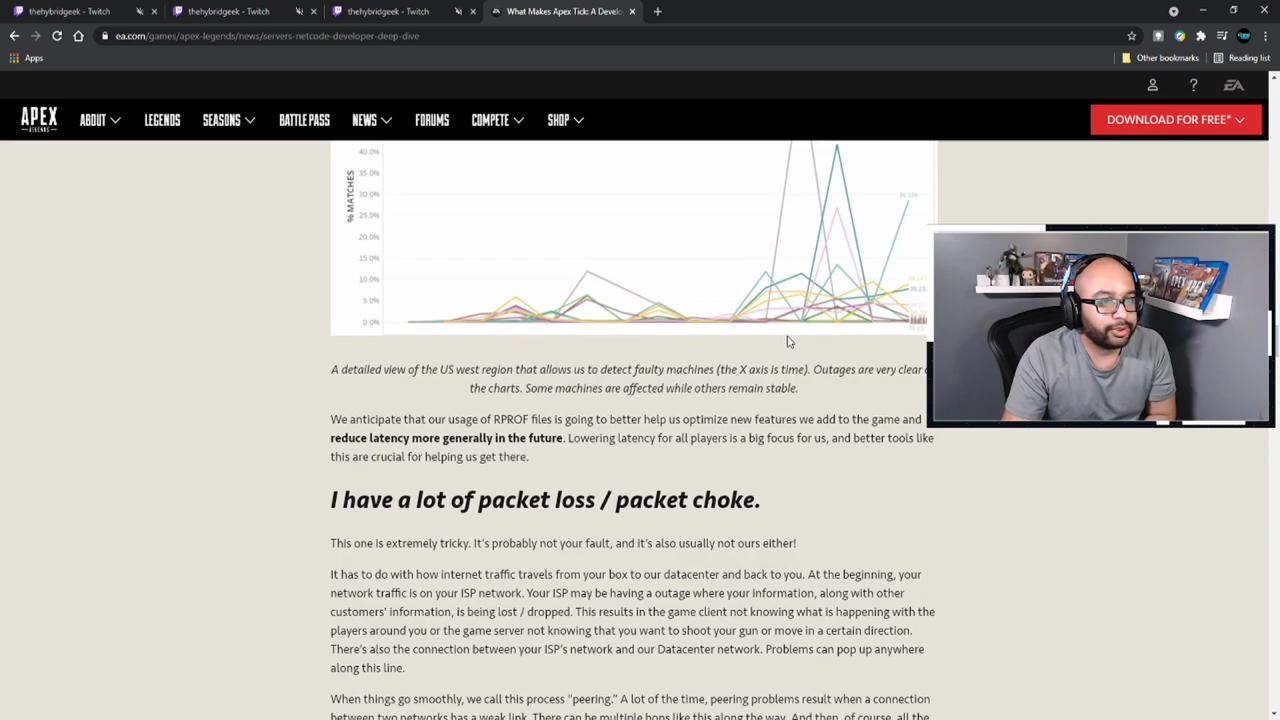 thehybridgeek - Twitch
thehybridgeek - Twitch
thehybridgeek - Twitch
What Makes Apex Tick: A Develo
ea.com/games/apex-legends/news/servers-netcode-developer-deep-dive
Apps
Other bookmarks
Reading list
EA
APEX
LEGENDS
ABOUT
LEGENDS
SEASONS
BATTLE PASS
NEWS
FORUMS
COMPETE
SHOP
DOWNLOAD FOR FREE*
% MATCHES
40.0%
35.0%
30.0%
25.0%
20.0%
15.0%
10.0%
5.0%
0.0%
A detailed view of the US west region that allows us to detect faulty machines (the X axis is time). Outages are very clear
the charts. Some machines are affected while others remain stable.
We anticipate that our usage of RPROF files is going to better help us optimize new features we add to the game and
reduce latency more generally in the future. Lowering latency for all players is a big focus for us, and better tools like
this are crucial for helping us get there.
I have a lot of packet loss / packet choke.
This one is extremely tricky. It's probably not your fault, and it's also usually not ours either!
It has to do with how internet traffic travels from your box to our datacenter and back to you. At the beginning, your
network traffic is on your ISP network. Your ISP may be having a outage where your information, along with other
customers' information, is being lost / dropped. This results in the game client not knowing what is happening with the
players around you or the game server not knowing that you want to shoot your gun or move in a certain direction.
There's also the connection between your ISP's network and our Datacenter network. Problems can pop up anywhere
along this line.
When things go smoothly, we call this process “peering.” A lot of the time, peering problems result when a connection
between two networks has a weak link. There can be multiple hops like this along the way. And then, of course, all the